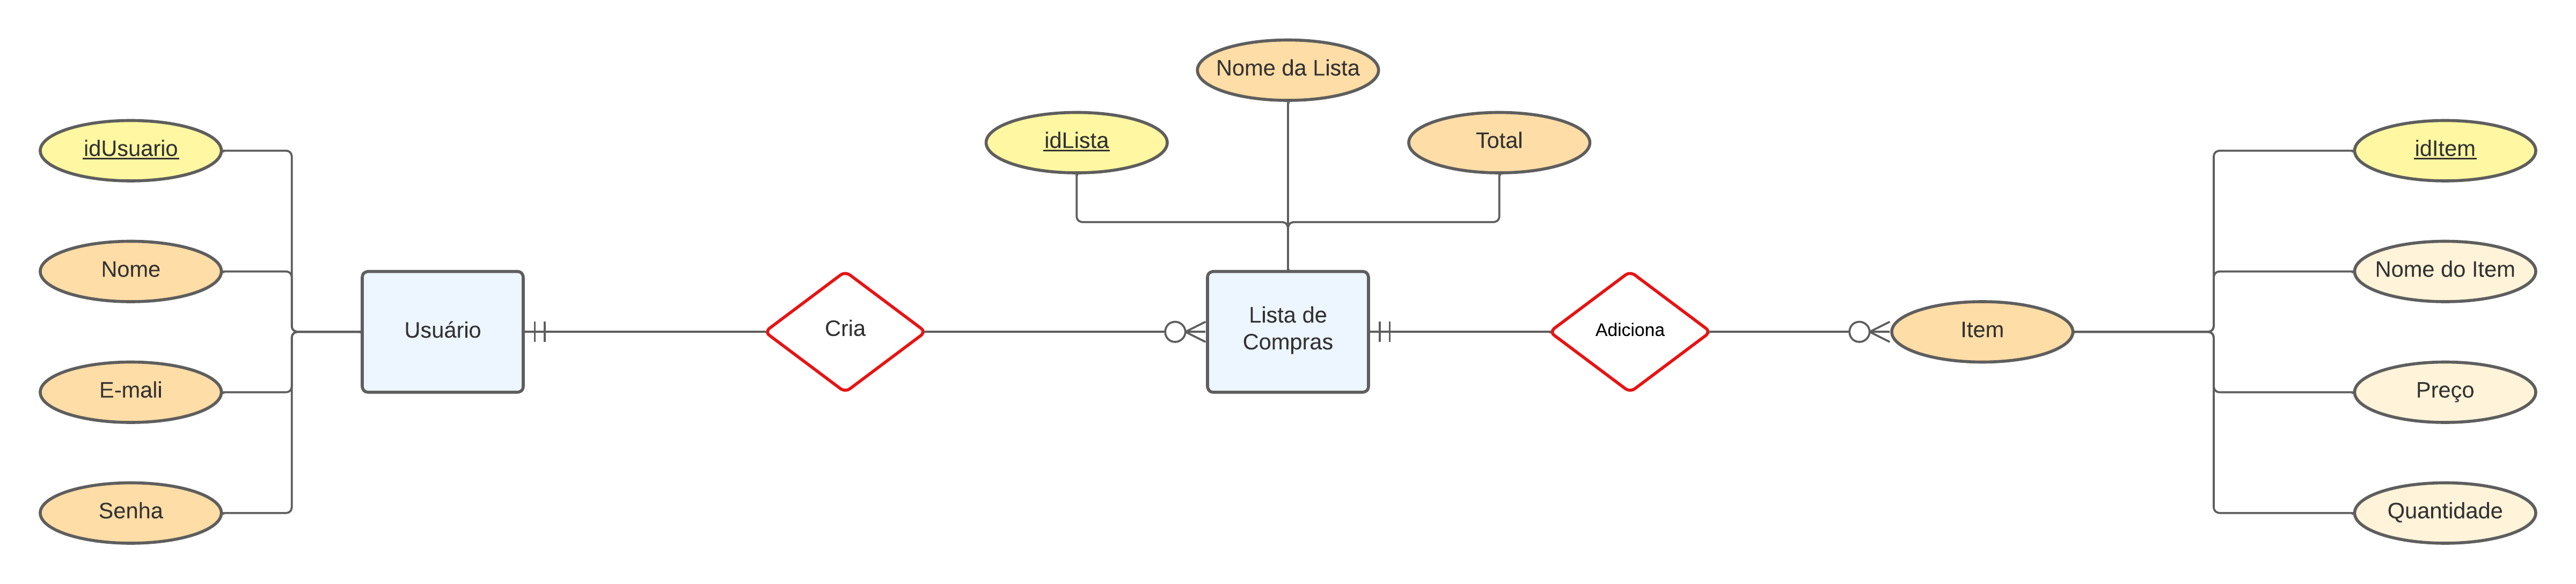 Nome da Lista
idLista
Total
idUsuario
Nome
E-mali
Senha
Usuário
Cria
Lista de
Compras
Adiciona
Item
idItem
Nome do Item
Preço
Quantidade